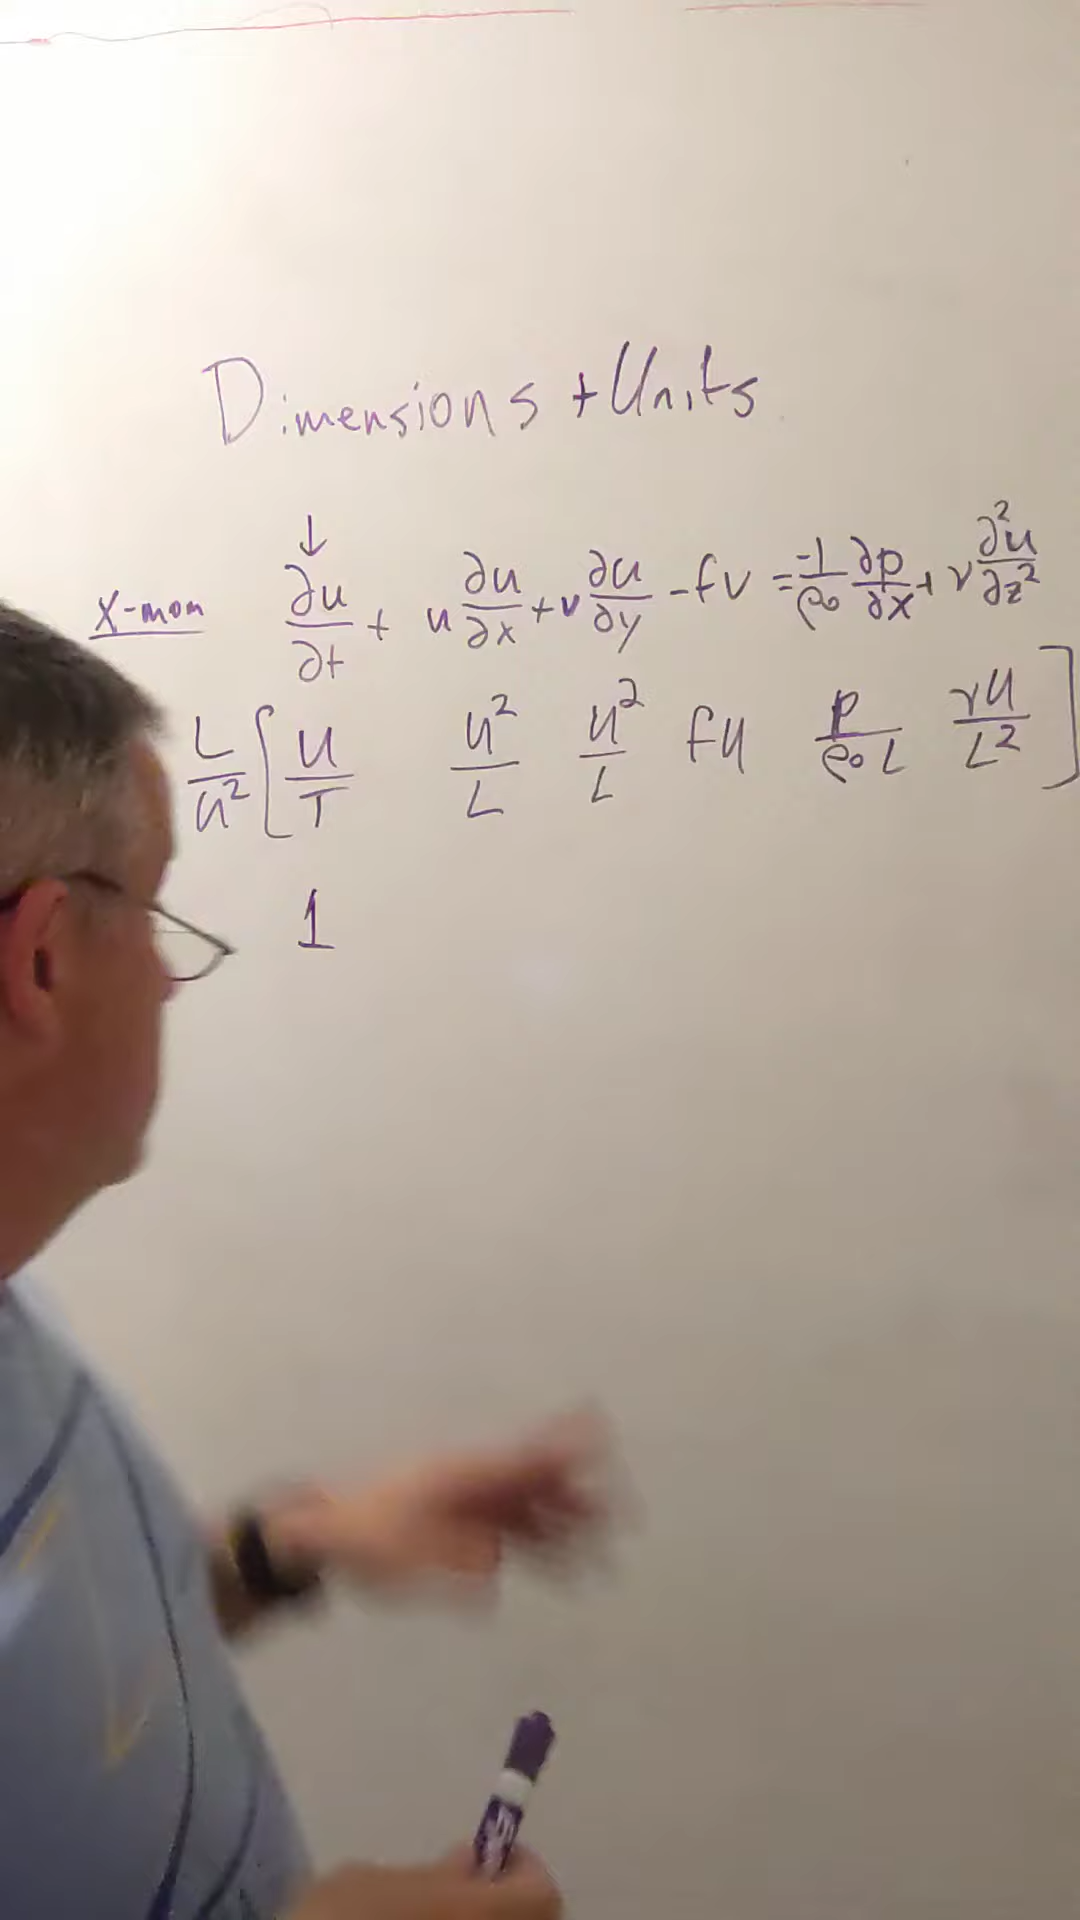 Dimensions + Units
↓
x-mom ∂u/∂t + u ∂u/∂x + v ∂u/∂y - fv = -1/ρ₀ ∂p/∂x + ν ∂²u/∂z²
L/U² [ U/T U²/L U²/L fU P/ρ₀L νU/L² ]
1